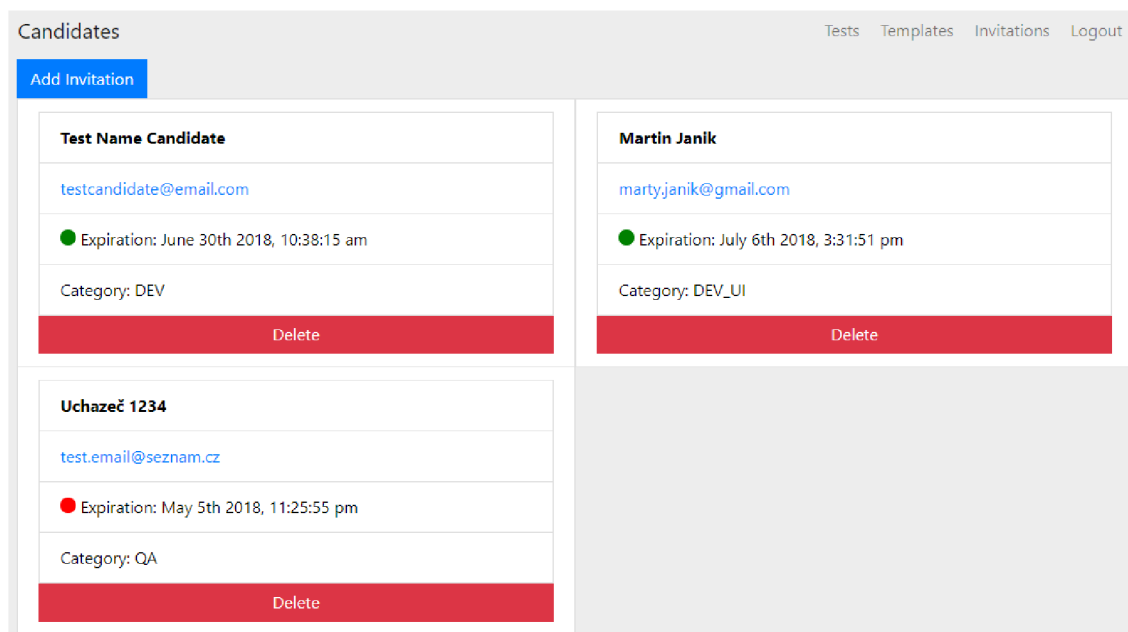 Candidates
Tests Templates Invitations Logout
Add Invitation
Test Name Candidate
testcandidate@email.com
Expiration: June 30th 2018, 10:38:15 am
Category: DEV
Delete
Martin Janik
marty.janik@gmail.com
Expiration: July 6th 2018, 3:31:51 pm
Category: DEV_UI
Delete
Uchazeč 1234
test.email@seznam.cz
Expiration: May 5th 2018, 11:25:55 pm
Category: QA
Delete